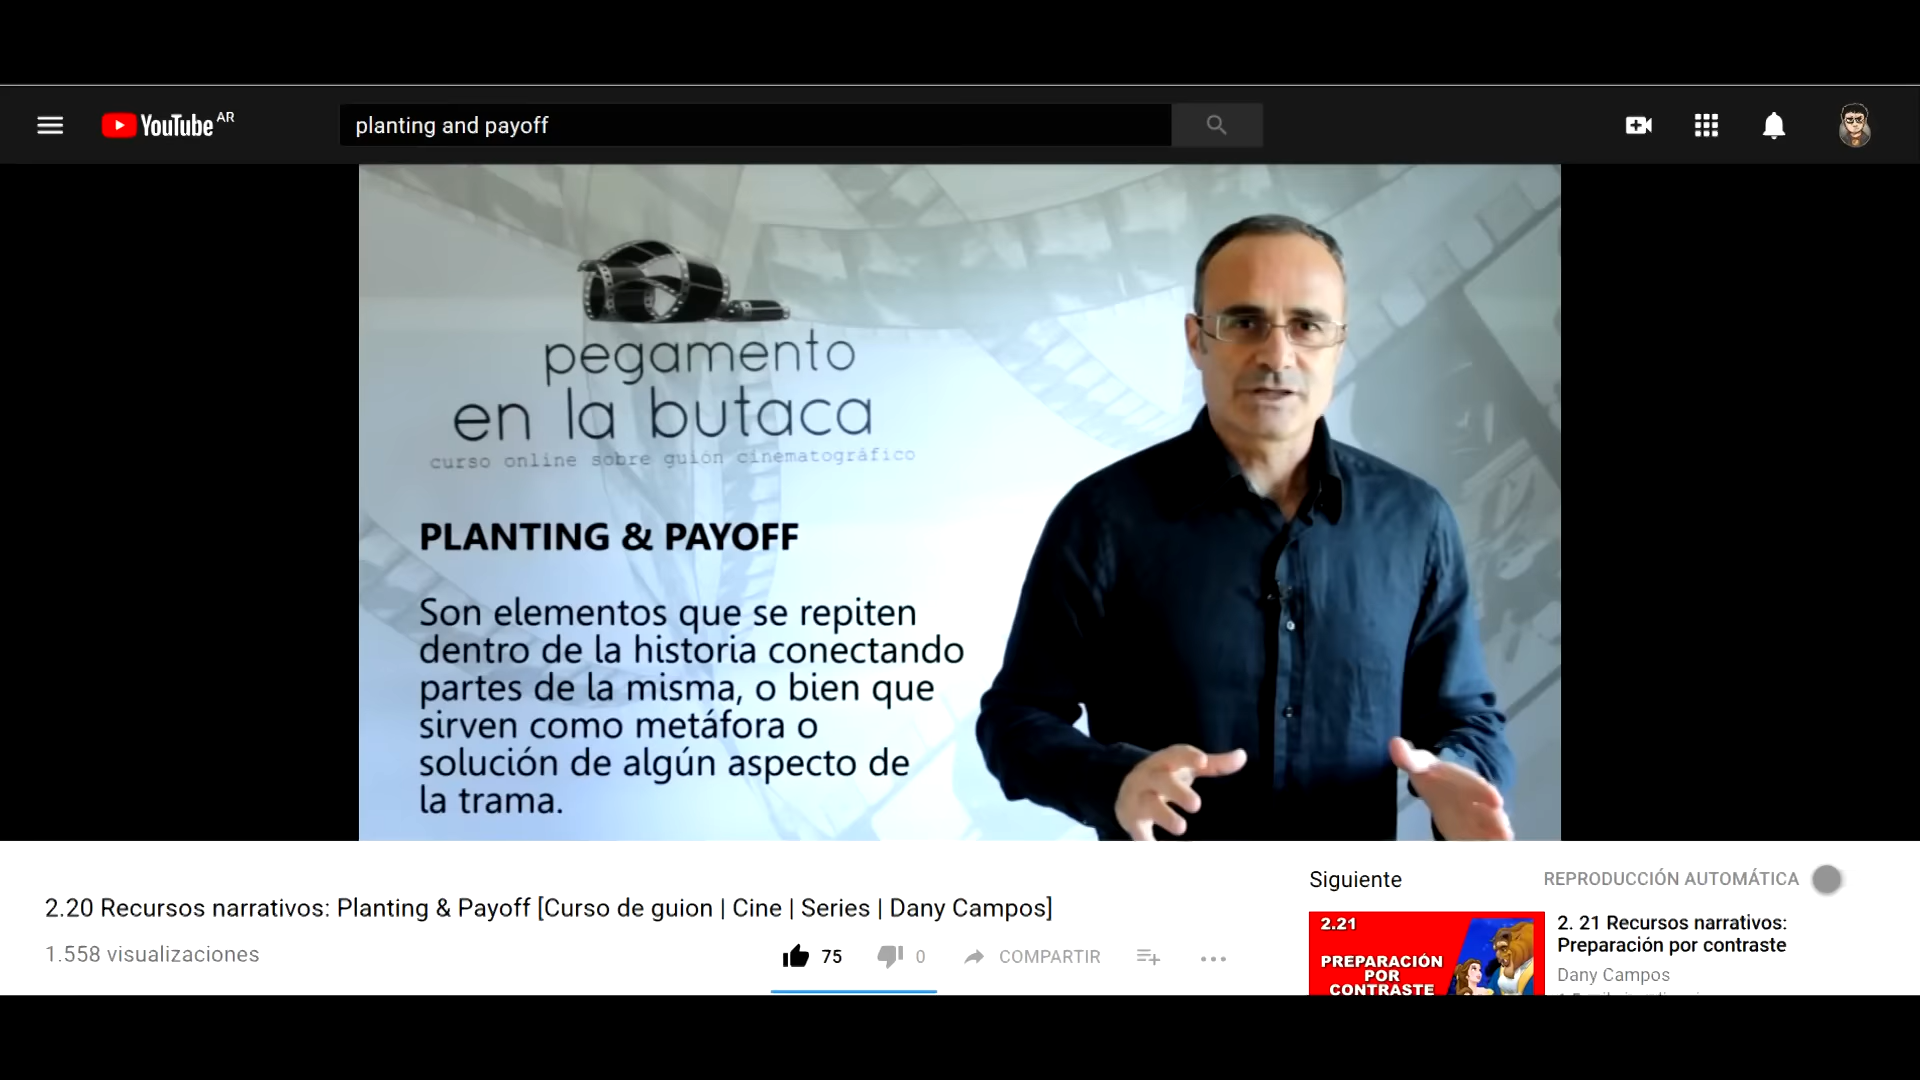 YouTube AR
planting and payoff
pegamento
en la butaca
curso online sobre guión cinematográfico
PLANTING & PAYOFF
Son elementos que se repiten
dentro de la historia conectando
partes de la misma, o bien que
sirven como metáfora o
solución de algún aspecto de
la trama.
2.20 Recursos narrativos: Planting & Payoff [Curso de guion | Cine | Series | Dany Campos]
1.558 visualizaciones
75
0
COMPARTIR
Siguiente
REPRODUCCIÓN AUTOMÁTICA
2.21
PREPARACIÓN
POR
CONTRASTE
2. 21 Recursos narrativos:
Preparación por contraste
Dany Campos